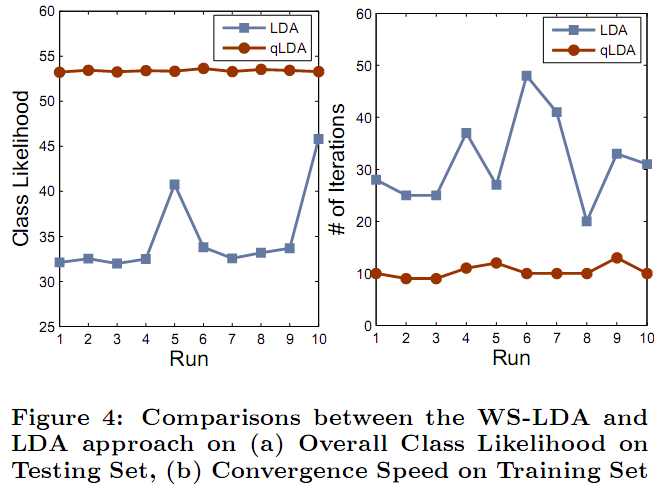 60
55
50
45
40
35
30
25
Class Likelihood
LDA
qLDA
1 2 3 4 5 6 7 8 9 10
Run
60
50
40
30
20
10
0
# of Iterations
LDA
qLDA
1 2 3 4 5 6 7 8 9 10
Run
Figure 4: Comparisons between the WS-LDA and
LDA approach on (a) Overall Class Likelihood on
Testing Set, (b) Convergence Speed on Training Set